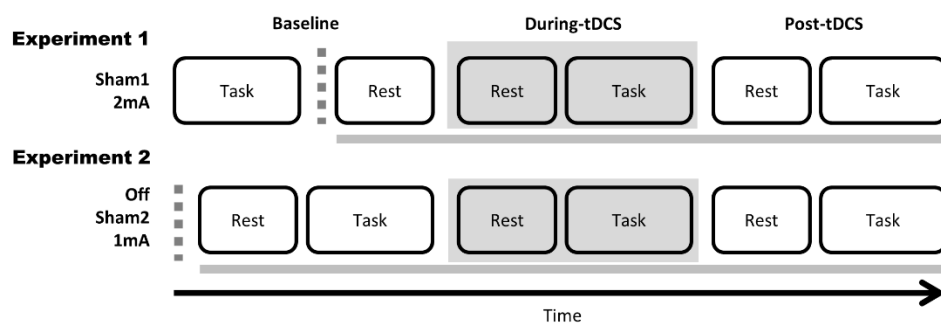 Baseline During-tDCS Post-tDCS
Experiment 1
Sham1
2mA
Task Rest Rest Task Rest Task
Experiment 2
Off
Sham2
1mA
Rest Task Rest Task Rest Task
Time